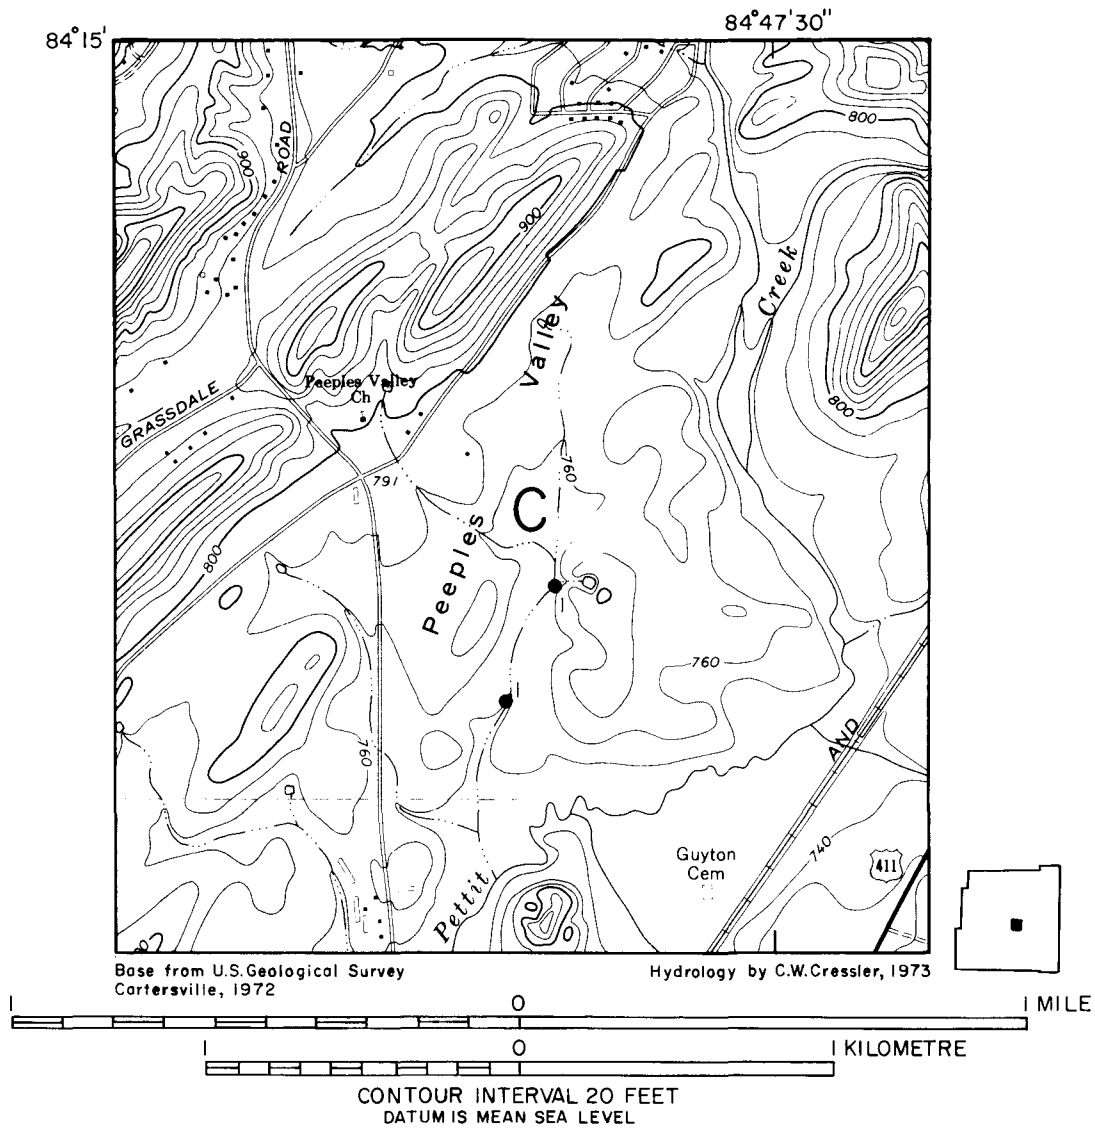 84°47'30"
84°15'
800
900
ROAD
900
Creek
Valley
Peeples Valley
Ch
800
GRASSDALE
760
791
C
Peeples
800
1
760
1
AND
760
740
Guyton
Cem
411
Pettit
Base from U.S. Geological Survey
Cartersville, 1972
Hydrology by C.W. Cressler, 1973
1 0 1 MILE
1 0 1 KILOMETRE
CONTOUR INTERVAL 20 FEET
DATUM IS MEAN SEA LEVEL